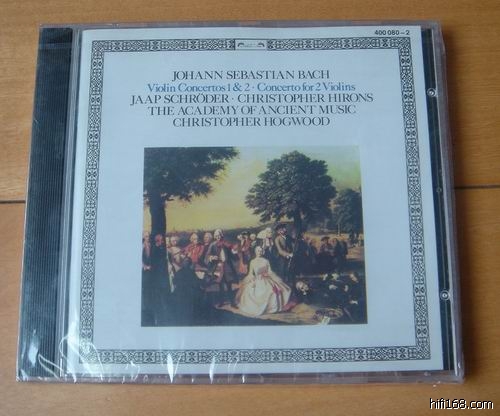 400 080-2
JOHANN SEBASTIAN BACH
Violin Concertos 1 & 2 · Concerto for 2 Violins
JAAP SCHRÖDER · CHRISTOPHER HIRONS
THE ACADEMY OF ANCIENT MUSIC
CHRISTOPHER HOGWOOD
hifi168.com